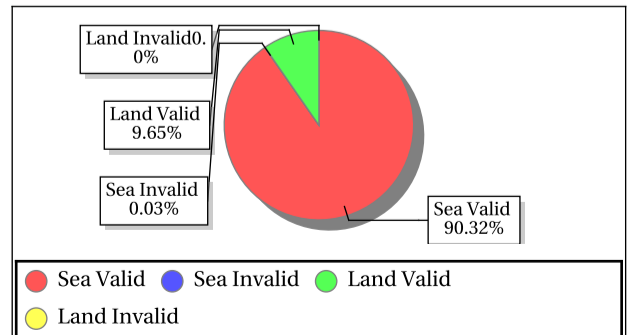 Land Invalid0.
0%
Land Valid
9.65%
Sea Invalid
0.03%
Sea Valid
90.32%
Sea Valid Sea Invalid Land Valid
Land Invalid